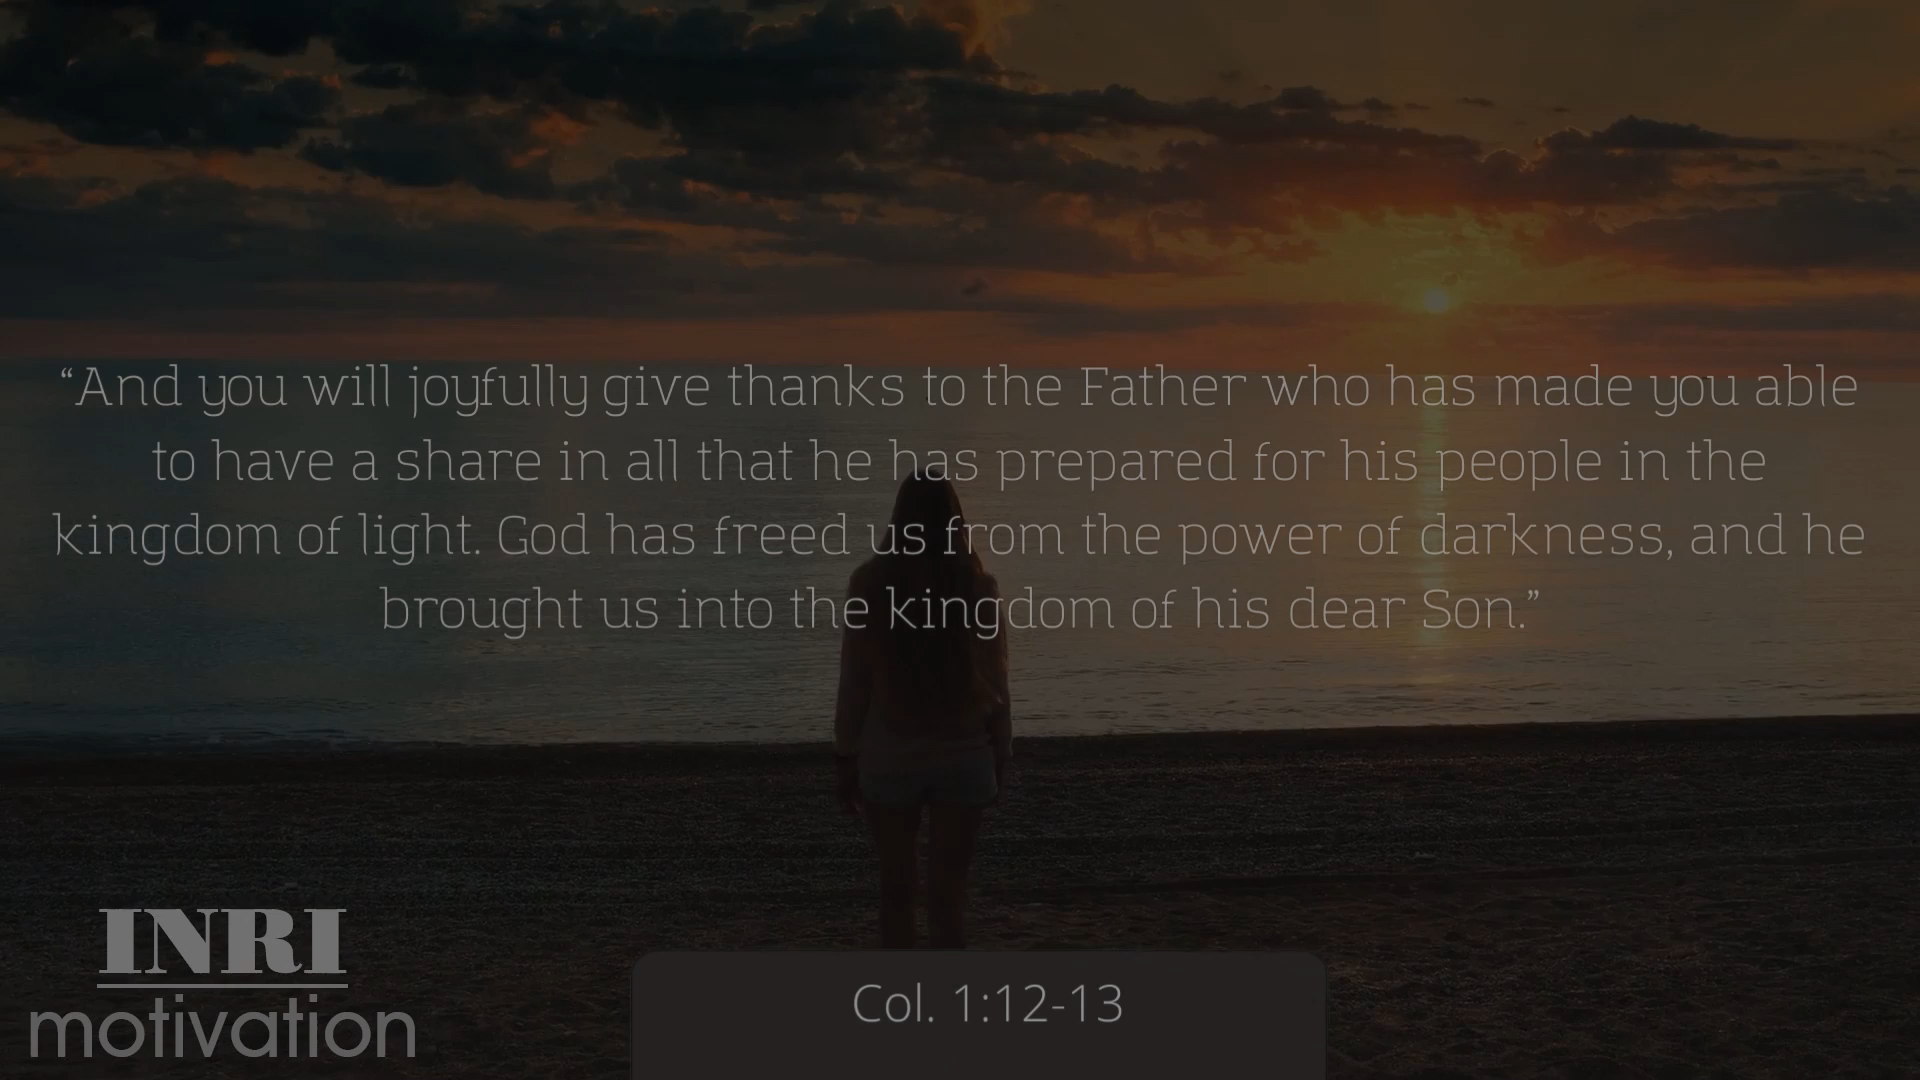 “And you will joyfully give thanks to the Father who has made you able
to have a share in all that he has prepared for his people in the
kingdom of light. God has freed us from the power of darkness, and he
brought us into the kingdom of his dear Son.”
INRI
motivation
Col. 1:12-13